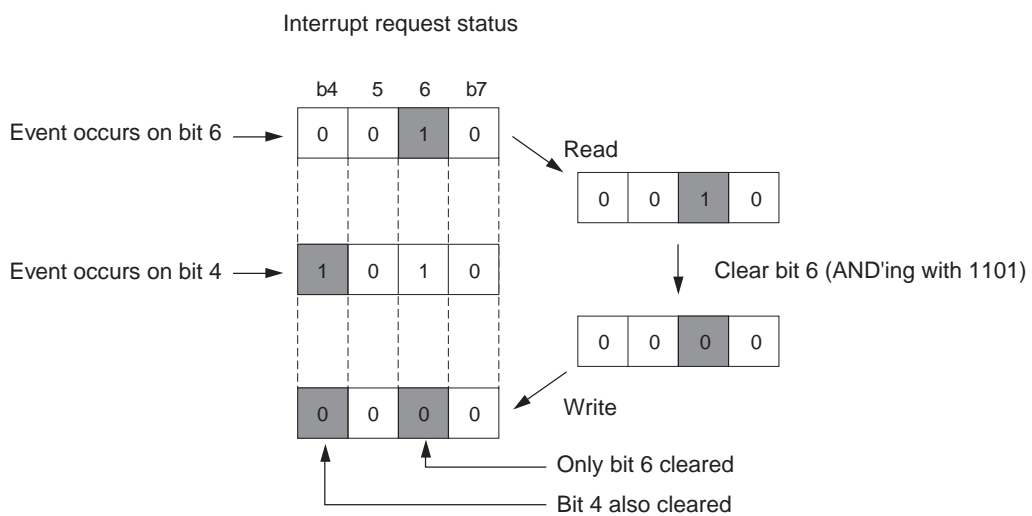 Interrupt request status
b4 5 6 b7
Event occurs on bit 6
0 0 1 0
Read
0 0 1 0
Event occurs on bit 4
1 0 1 0
Clear bit 6 (AND'ing with 1101)
0 0 0 0
Write
0 0 0 0
Only bit 6 cleared
Bit 4 also cleared